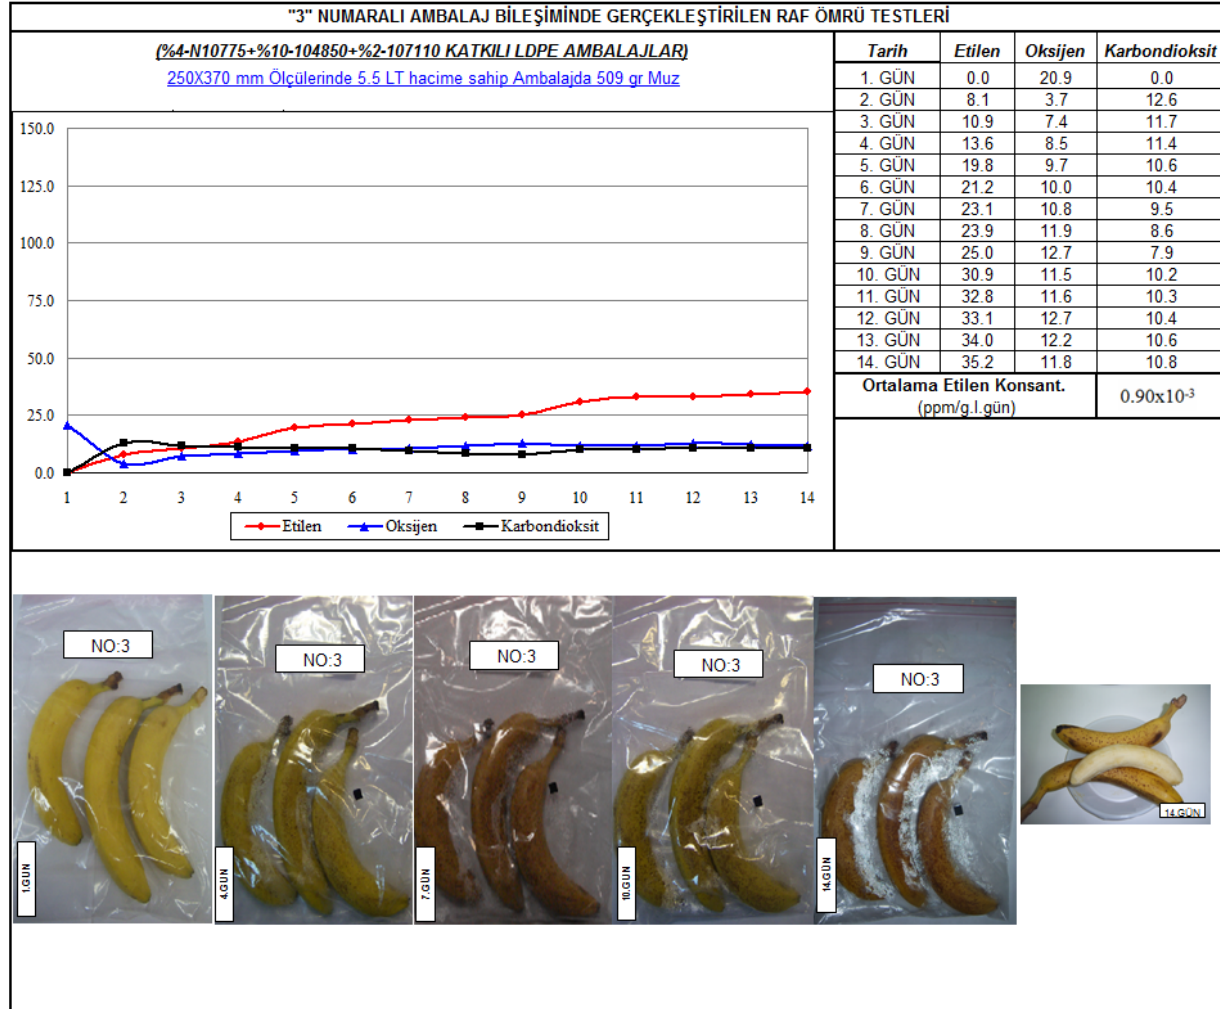 "3" NUMARALI AMBALAJ BİLEŞİMİNDE GERÇEKLEŞTİRİLEN RAF ÖMRÜ TESTLERİ
(%4-N10775+%10-104850+%2-107110 KATKILI LDPE AMBALAJLAR)
250X370 mm Ölçülerinde 5.5 LT hacime sahip Ambalajda 509 gr Muz
150.0
125.0
100.0
75.0
50.0
25.0
0.0
1 2 3 4 5 6 7 8 9 10 11 12 13 14
Etilen Oksijen Karbondioksit
Tarih Etilen Oksijen Karbondioksit
1. GÜN 0.0 20.9 0.0
2. GÜN 8.1 3.7 12.6
3. GÜN 10.9 7.4 11.7
4. GÜN 13.6 8.5 11.4
5. GÜN 19.8 9.7 10.6
6. GÜN 21.2 10.0 10.4
7. GÜN 23.1 10.8 9.5
8. GÜN 23.9 11.9 8.6
9. GÜN 25.0 12.7 7.9
10. GÜN 30.9 11.5 10.2
11. GÜN 32.8 11.6 10.3
12. GÜN 33.1 12.7 10.4
13. GÜN 34.0 12.2 10.6
14. GÜN 35.2 11.8 10.8
Ortalama Etilen Konsant.
(ppm/g.l.gün)
0.90x10⁻³
NO:3
1.GÜN
NO:3
4.GÜN
NO:3
7.GÜN
NO:3
10.GÜN
NO:3
14.GÜN
14.GÜN